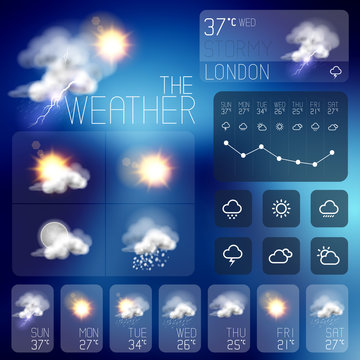 37°C WED
STORMY
LONDON
THE
WEATHER
SUN MON TUE WED THU FRI SAT
37° 27° 34° 26° 25° 21° 27°
SUN MON TUE WED THU FRI SAT
37°C 27°C 34°C 26°C 25°C 21°C 27°C